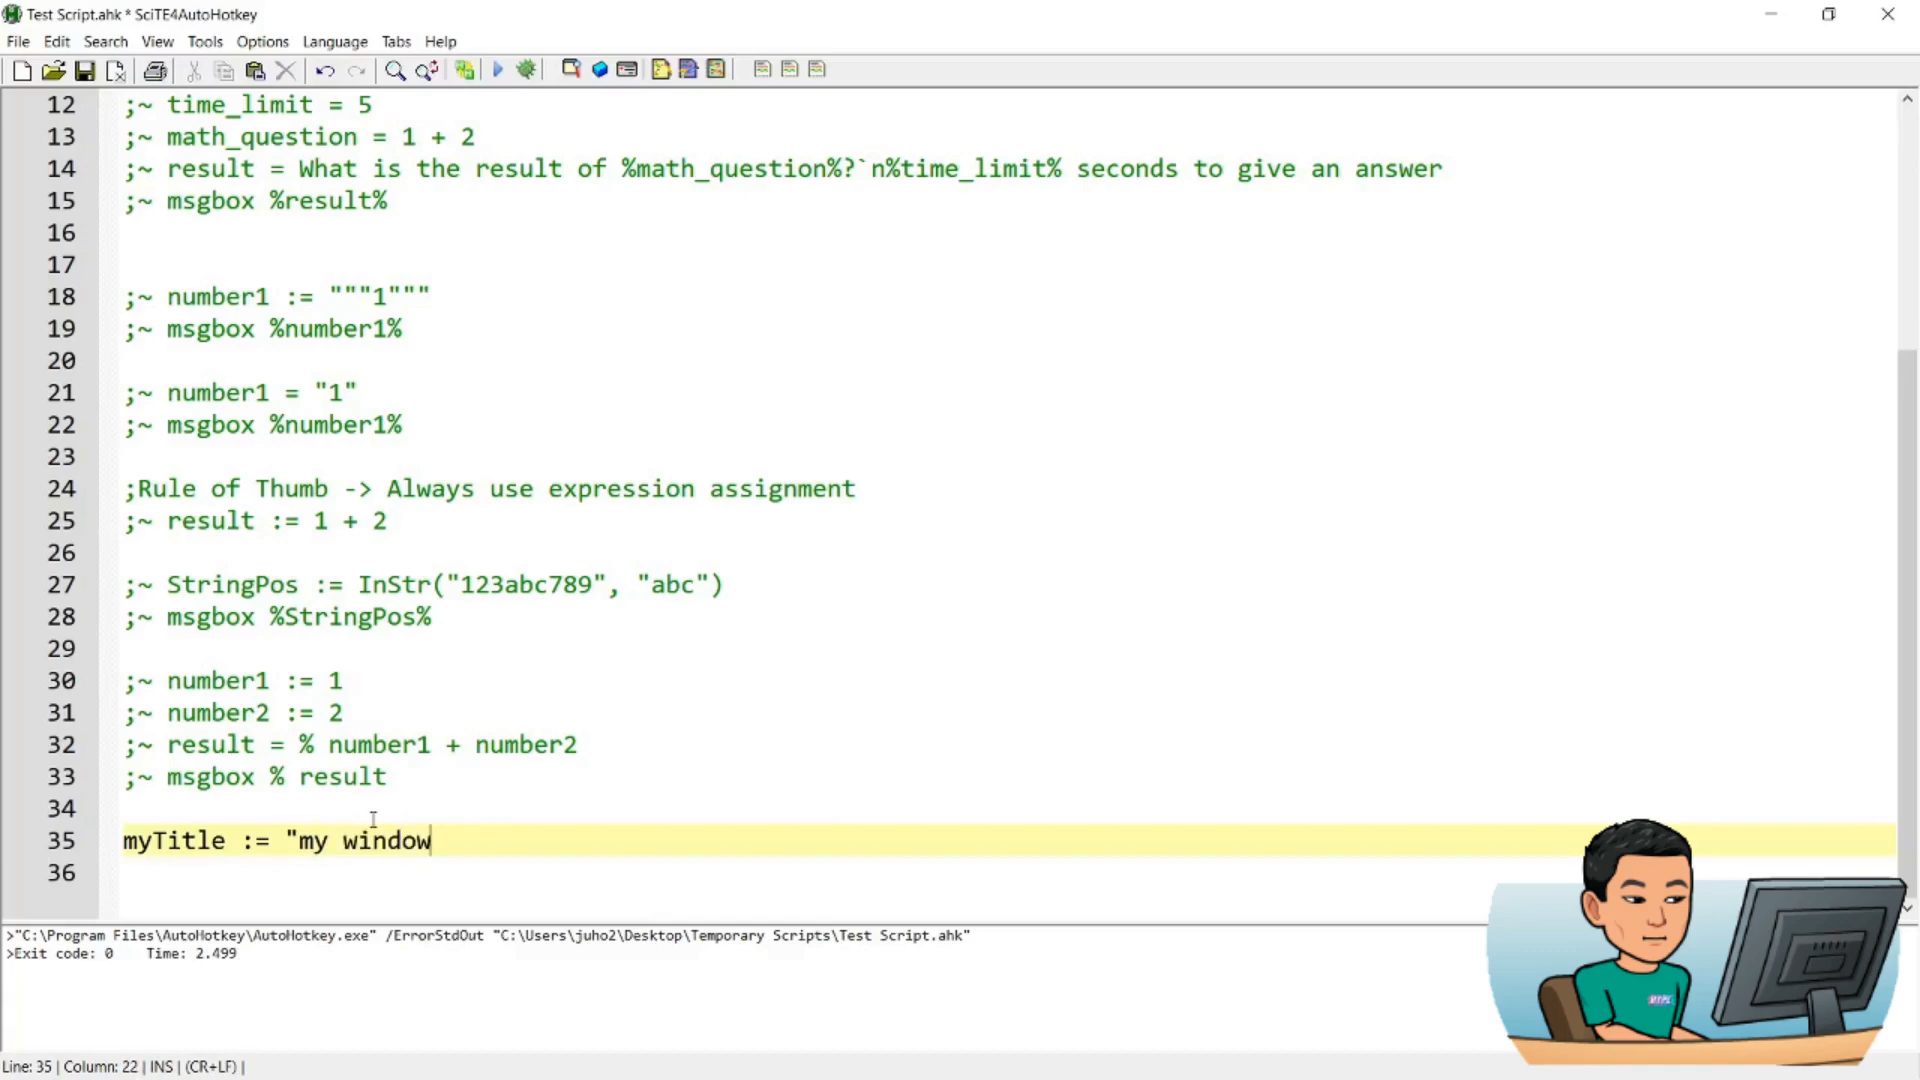 Test Script.ahk * SciTE4AutoHotkey
File Edit Search View Tools Options Language Tabs Help
12 ;~ time_limit = 5
13 ;~ math_question = 1 + 2
14 ;~ result = What is the result of %math_question%?`n%time_limit% seconds to give an answer
15 ;~ msgbox %result%
16
17
18 ;~ number1 := """1"""
19 ;~ msgbox %number1%
20
21 ;~ number1 = "1"
22 ;~ msgbox %number1%
23
24 ;Rule of Thumb -> Always use expression assignment
25 ;~ result := 1 + 2
26
27 ;~ StringPos := InStr("123abc789", "abc")
28 ;~ msgbox %StringPos%
29
30 ;~ number1 := 1
31 ;~ number2 := 2
32 ;~ result = % number1 + number2
33 ;~ msgbox % result
34
35 myTitle := "my window
36
>"C:\Program Files\AutoHotkey\AutoHotkey.exe" /ErrorStdOut "C:\Users\juho2\Desktop\Temporary Scripts\Test Script.ahk"
>Exit code: 0 Time: 2.499
Line: 35 | Column: 22 | INS | (CR+LF) |